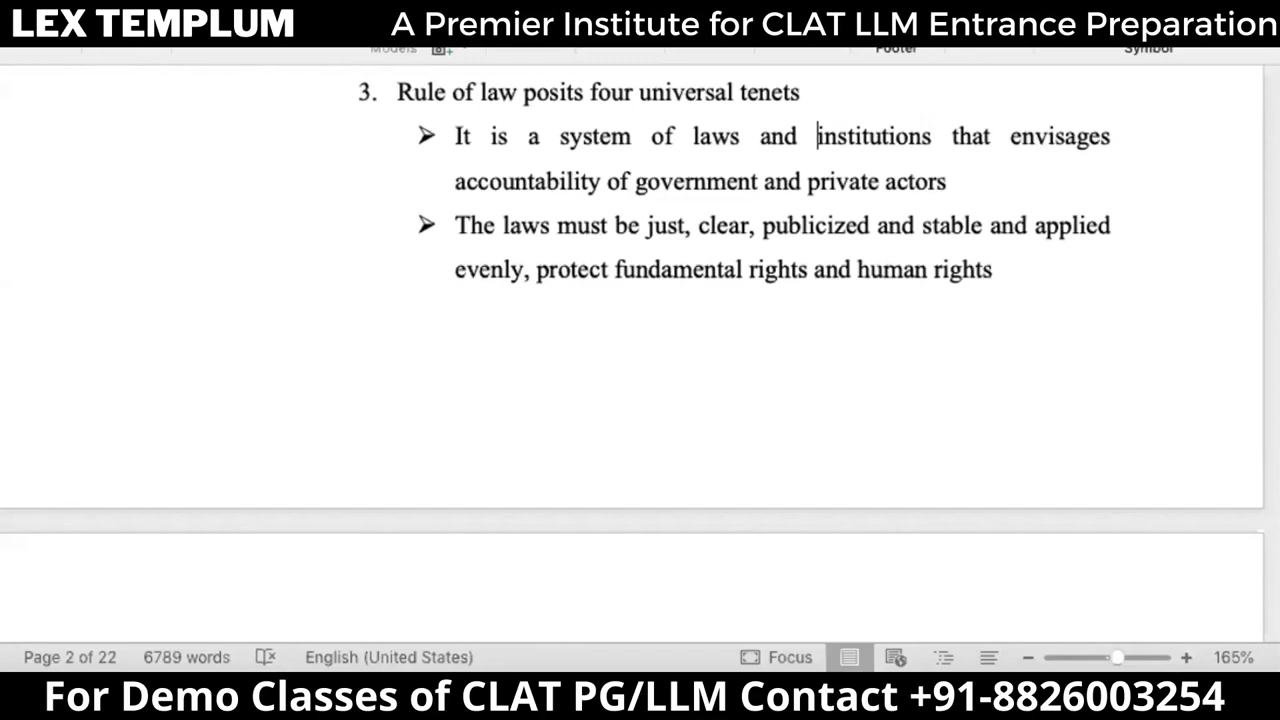 LEX TEMPLUM A Premier Institute for CLAT LLM Entrance Preparation
Models Footer Symbol
3. Rule of law posits four universal tenets
➢ It is a system of laws and institutions that envisages
accountability of government and private actors
➢ The laws must be just, clear, publicized and stable and applied
evenly, protect fundamental rights and human rights
Page 2 of 22 6789 words English (United States) Focus 165%
For Demo Classes of CLAT PG/LLM Contact +91-8826003254